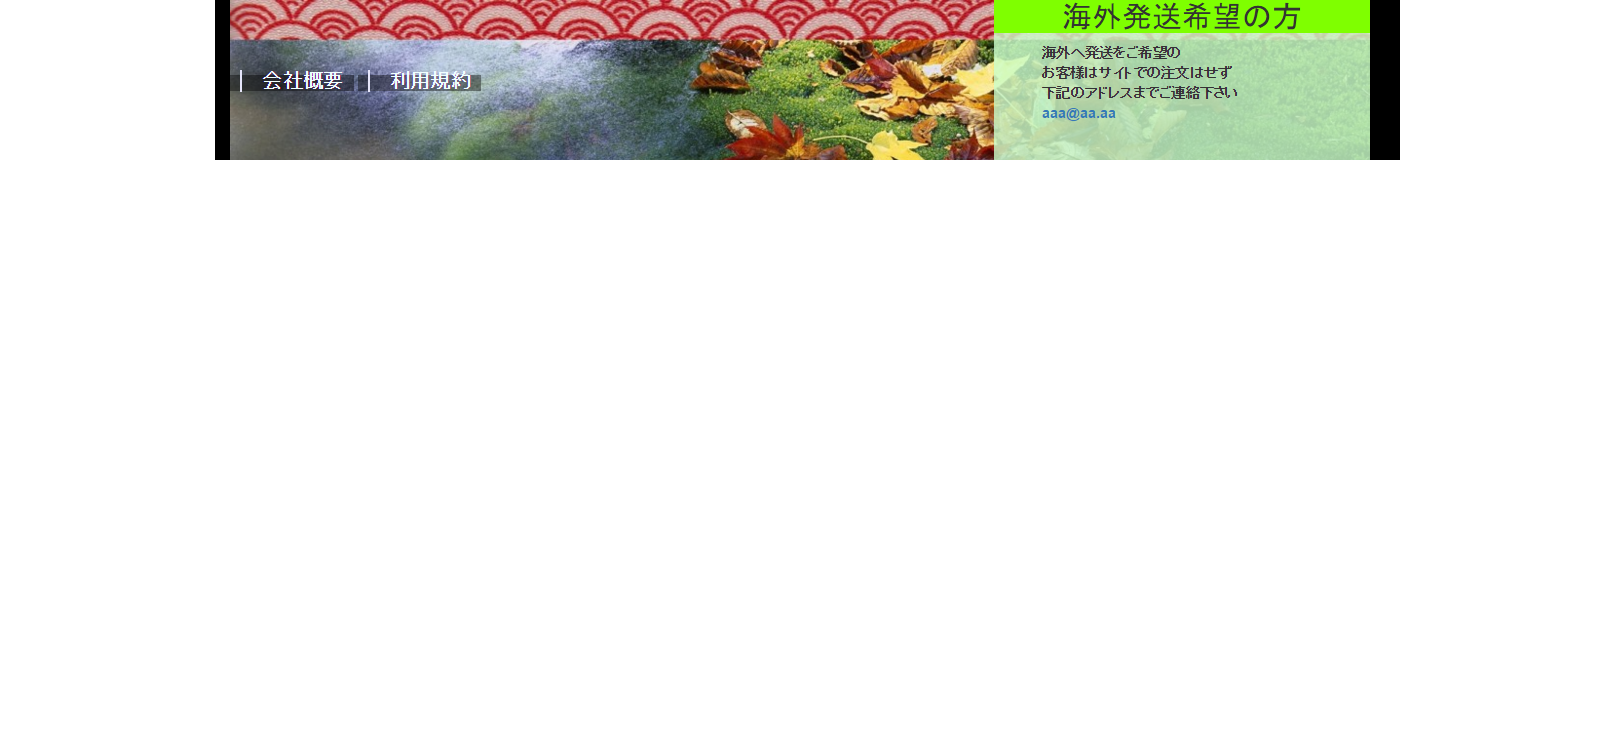 海外発送希望の方
海外へ発送をご希望の
お客様はサイトでの注文はせず
下記のアドレスまでご連絡下さい
aaa@aa.aa
| 会社概要 | 利用規約